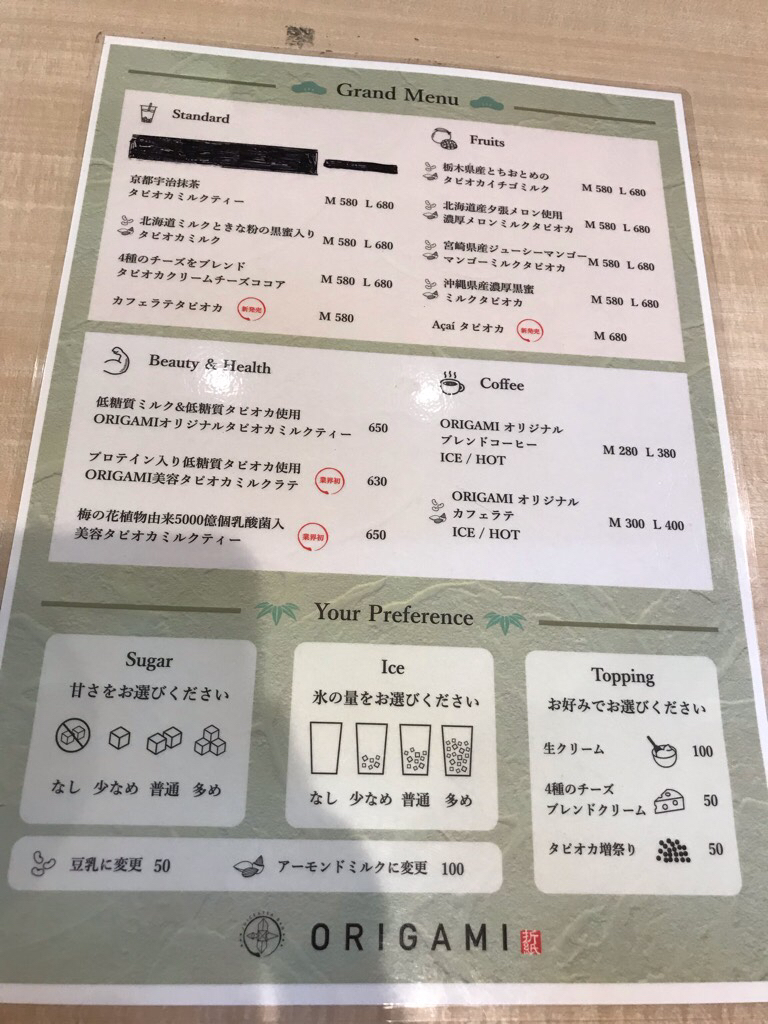 Grand Menu
Standard
京都宇治抹茶
タピオカミルクティー M 580 L 680
北海道ミルクときな粉の黒蜜入り
タピオカミルク M 580 L 680
4種のチーズをブレンド
タピオカクリームチーズココア M 580 L 680
カフェラテタピオカ 新発売 M 580
Fruits
栃木県産とちおとめの
タピオカイチゴミルク M 580 L 680
北海道産夕張メロン使用
濃厚メロンミルクタピオカ M 580 L 680
宮崎県産ジューシーマンゴー
マンゴーミルクタピオカ M 580 L 680
沖縄県産濃厚黒蜜
ミルクタピオカ M 580 L 680
Açaí タピオカ 新発売 M 680
Beauty & Health
低糖質ミルク&低糖質タピオカ使用
ORIGAMIオリジナルタピオカミルクティー 650
プロテイン入り低糖質タピオカ使用
ORIGAMI美容タピオカミルクラテ 業界初 630
梅の花植物由来5000億個乳酸菌入
美容タピオカミルクティー 業界初 650
Coffee
ORIGAMI オリジナル
ブレンドコーヒー
ICE / HOT M 280 L 380
ORIGAMI オリジナル
カフェラテ
ICE / HOT M 300 L 400
Your Preference
Sugar
甘さをお選びください
なし 少なめ 普通 多め
Ice
氷の量をお選びください
なし 少なめ 普通 多め
Topping
お好みでお選びください
生クリーム 100
4種のチーズ
ブレンドクリーム 50
タピオカ増祭り 50
豆乳に変更 50
アーモンドミルクに変更 100
ORIGAMI 折紙